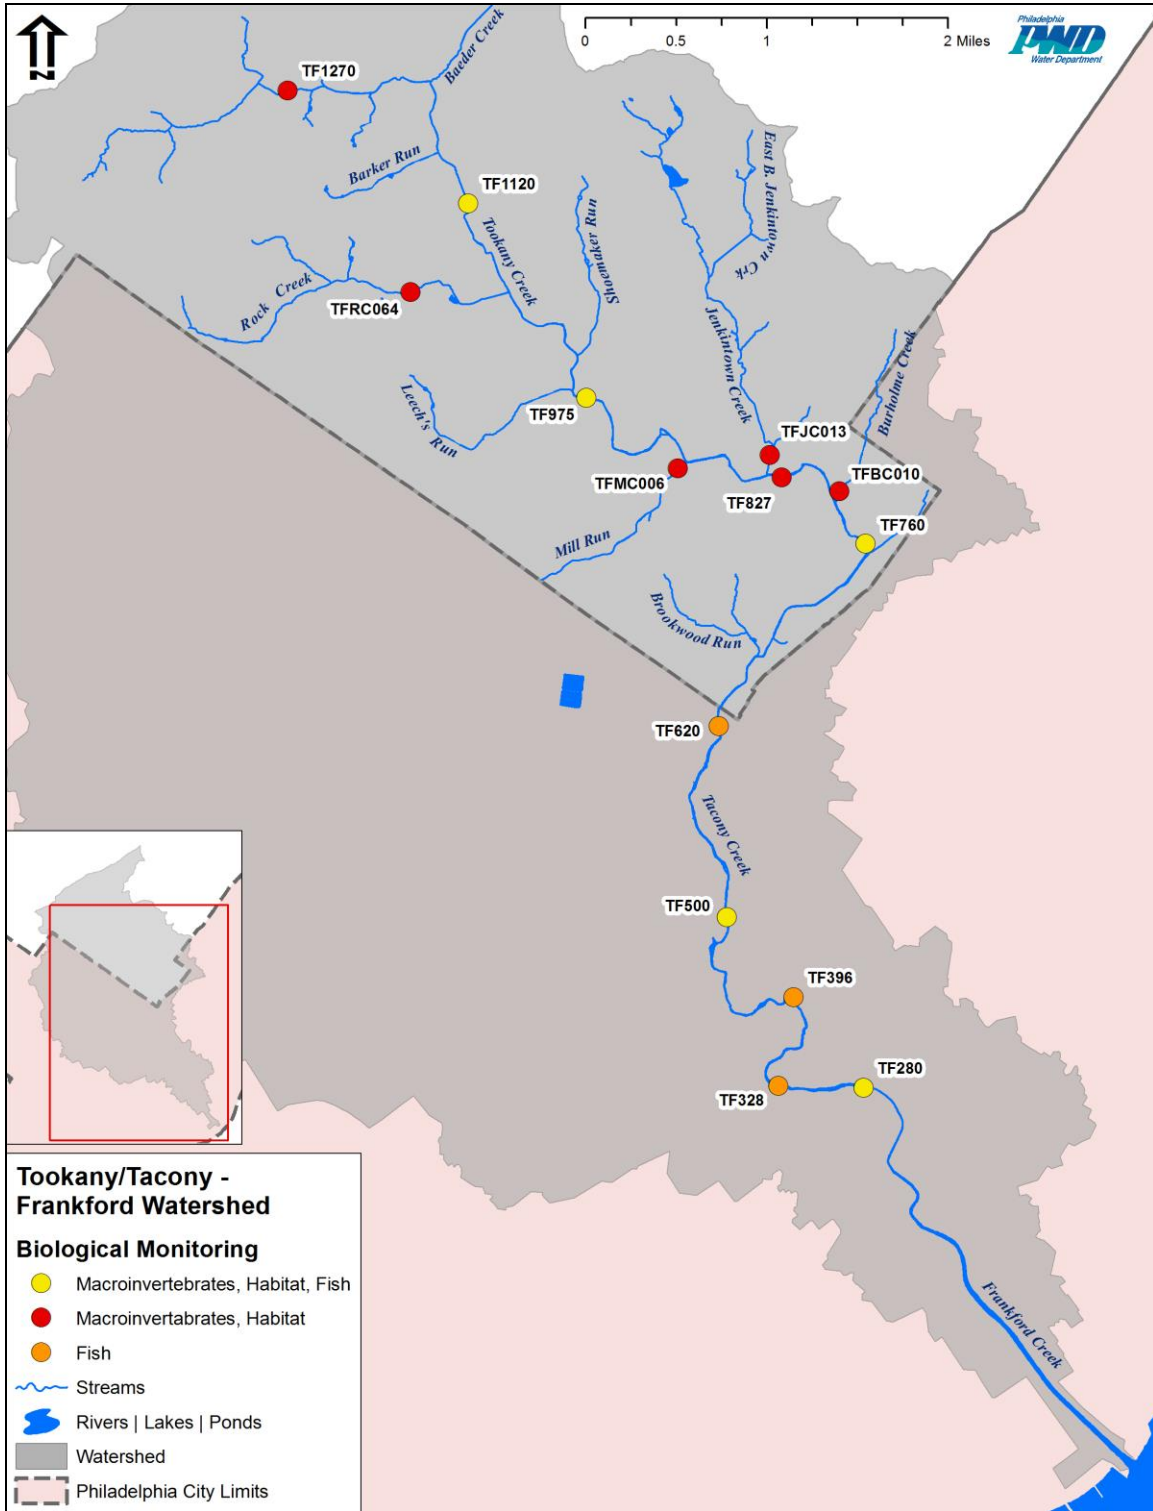 N
0
0.5
1
2 Miles
Philadelphia
PWD
Water Department
TF1270
Baeder Creek
Barker Run
TF1120
Tookany Creek
Shoemaker Run
East B. Jenkintown Crk
Rock Creek
TFRC064
Jenkintown Creek
Burholme Creek
Leech's Run
TF975
TFJC013
TFMC006
TF827
TFBC010
TF760
Mill Run
Brookwood Run
TF620
Tacony Creek
TF500
TF396
TF328
TF280
Frankford Creek
Tookany/Tacony -
Frankford Watershed
Biological Monitoring
Macroinvertebrates, Habitat, Fish
Macroinvertabrates, Habitat
Fish
Streams
Rivers | Lakes | Ponds
Watershed
Philadelphia City Limits